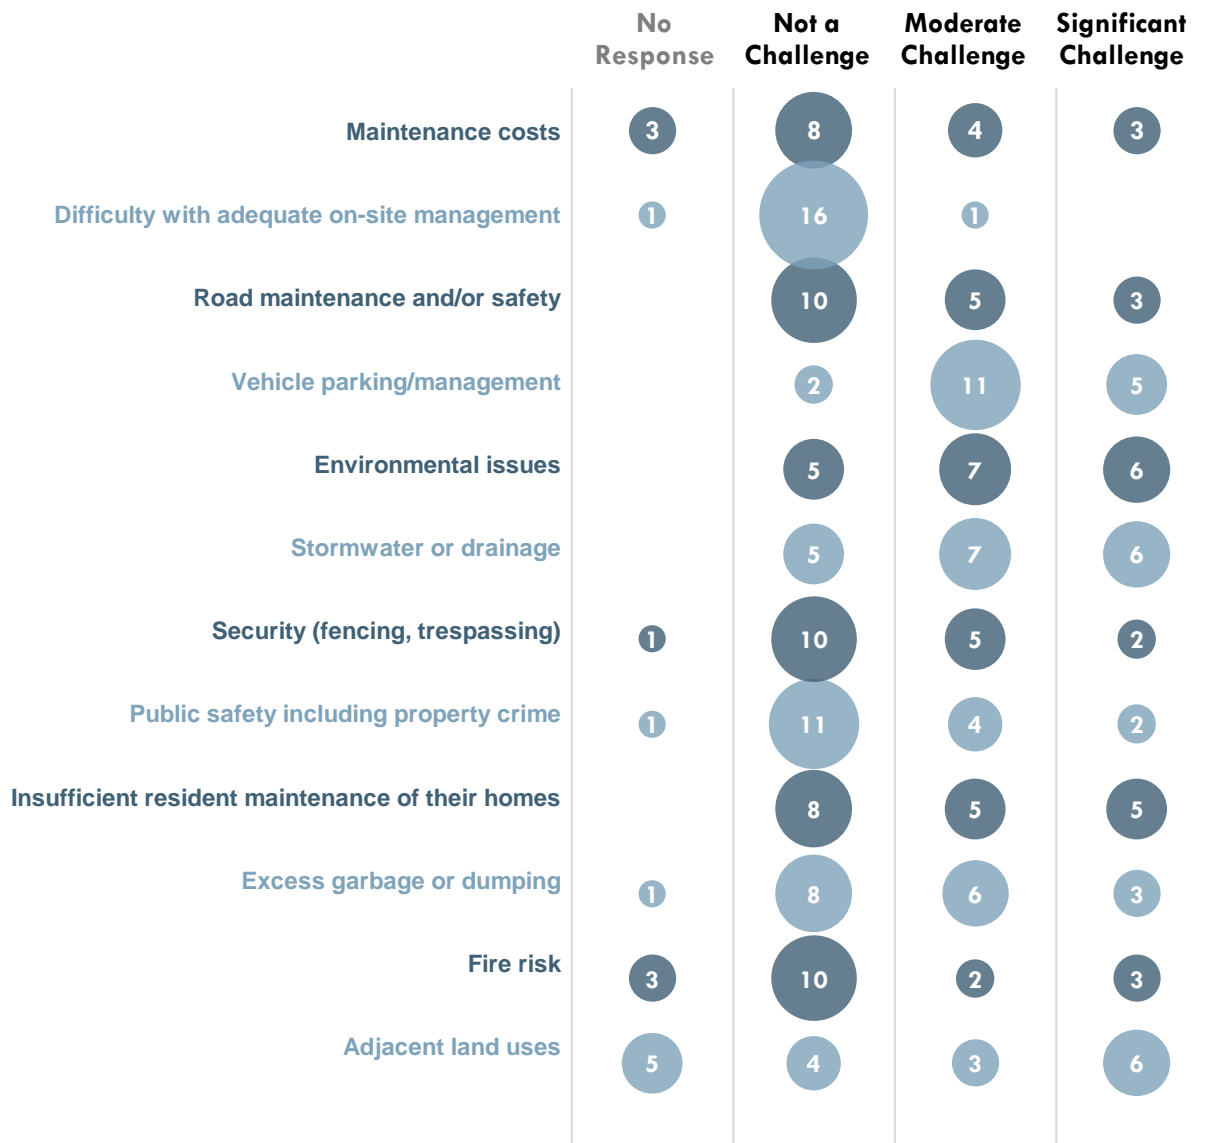 No Response Not a Challenge Moderate Challenge Significant Challenge
Maintenance costs 3 8 4 3
Difficulty with adequate on-site management 1 16 1
Road maintenance and/or safety 10 5 3
Vehicle parking/management 2 11 5
Environmental issues 5 7 6
Stormwater or drainage 5 7 6
Security (fencing, trespassing) 1 10 5 2
Public safety including property crime 1 11 4 2
Insufficient resident maintenance of their homes 8 5 5
Excess garbage or dumping 1 8 6 3
Fire risk 3 10 2 3
Adjacent land uses 5 4 3 6